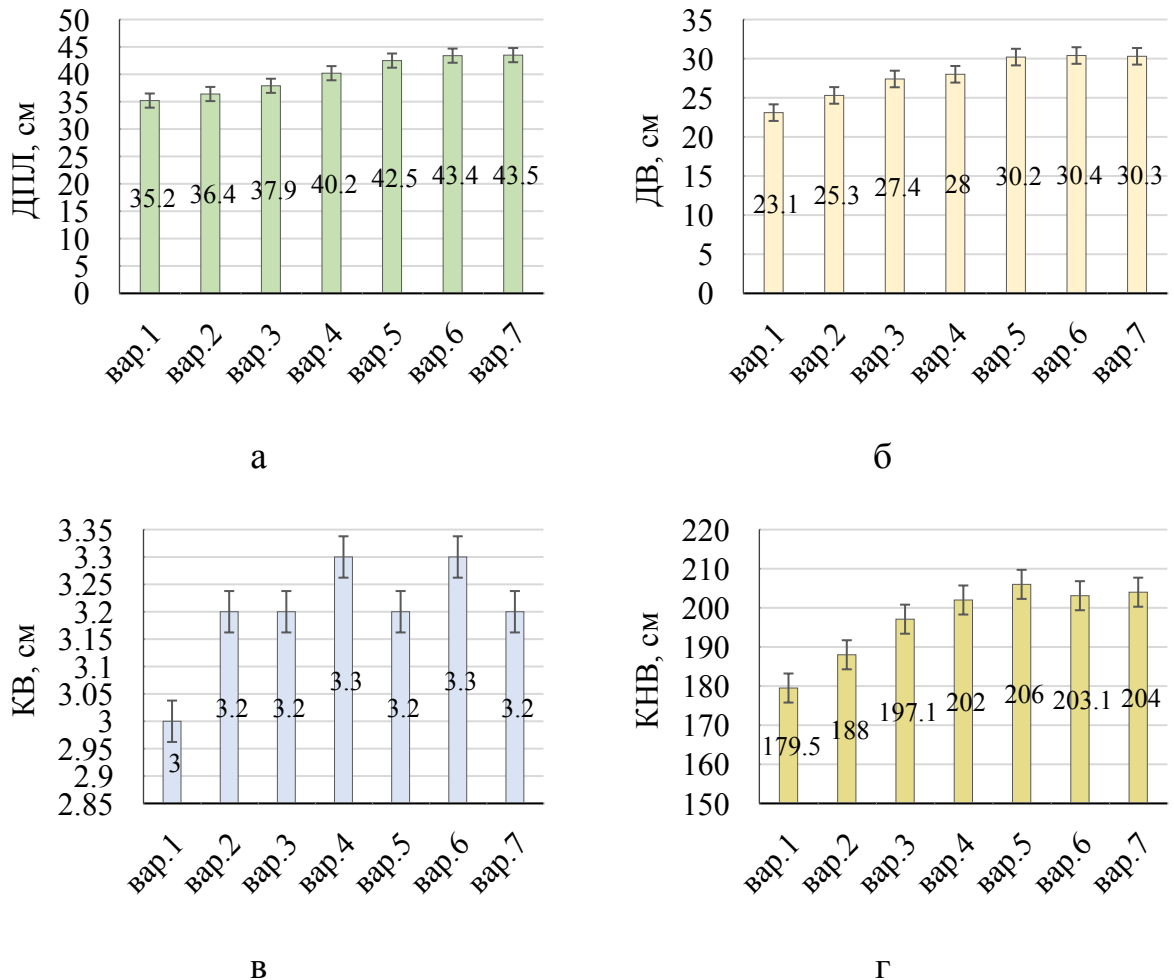 ДПЛ, см
50
45
40
35
30
25
20
15
10
5
0
35.2 36.4 37.9 40.2 42.5 43.4 43.5
вар.1 вар.2 вар.3 вар.4 вар.5 вар.6 вар.7
а
ДВ, см
35
30
25
20
15
10
5
0
23.1 25.3 27.4 28 30.2 30.4 30.3
вар.1 вар.2 вар.3 вар.4 вар.5 вар.6 вар.7
б
КВ, см
3.35
3.3
3.25
3.2
3.15
3.1
3.05
3
2.95
2.9
2.85
3 3.2 3.2 3.3 3.2 3.3 3.2
вар.1 вар.2 вар.3 вар.4 вар.5 вар.6 вар.7
в
КНВ, см
220
210
200
190
180
170
160
150
179.5 188 197.1 202 206 203.1 204
вар.1 вар.2 вар.3 вар.4 вар.5 вар.6 вар.7
г